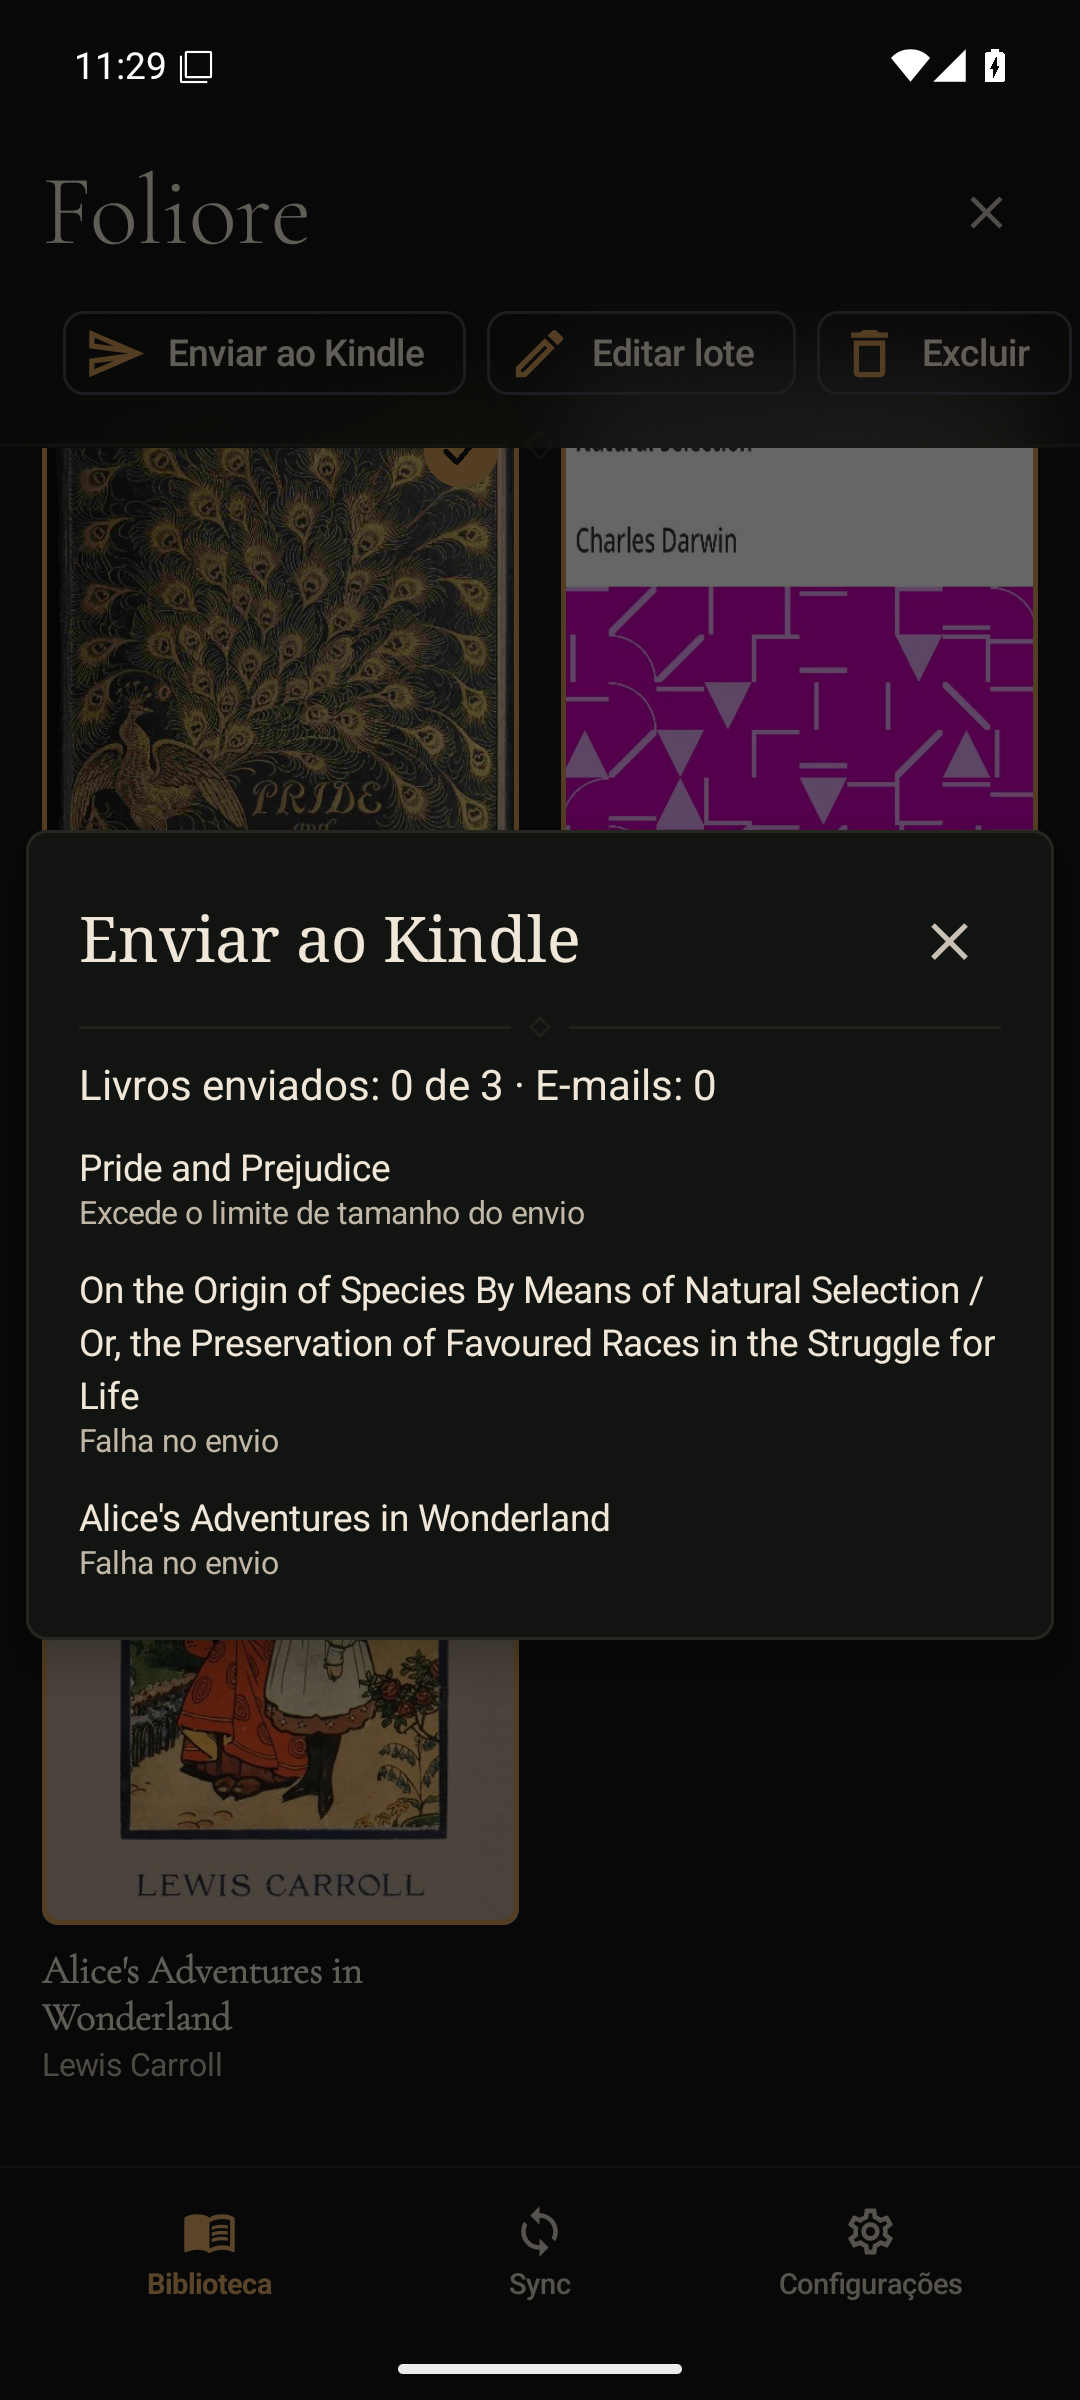 11:29
Foliore
Enviar ao Kindle
Editar lote
Excluir
Charles Darwin
PRIDE
and
Enviar ao Kindle
Livros enviados: 0 de 3 · E-mails: 0
Pride and Prejudice
Excede o limite de tamanho do envio
On the Origin of Species By Means of Natural Selection /
Or, the Preservation of Favoured Races in the Struggle for
Life
Falha no envio
Alice's Adventures in Wonderland
Falha no envio
LEWIS CARROLL
Alice's Adventures in
Wonderland
Lewis Carroll
Biblioteca
Sync
Configurações